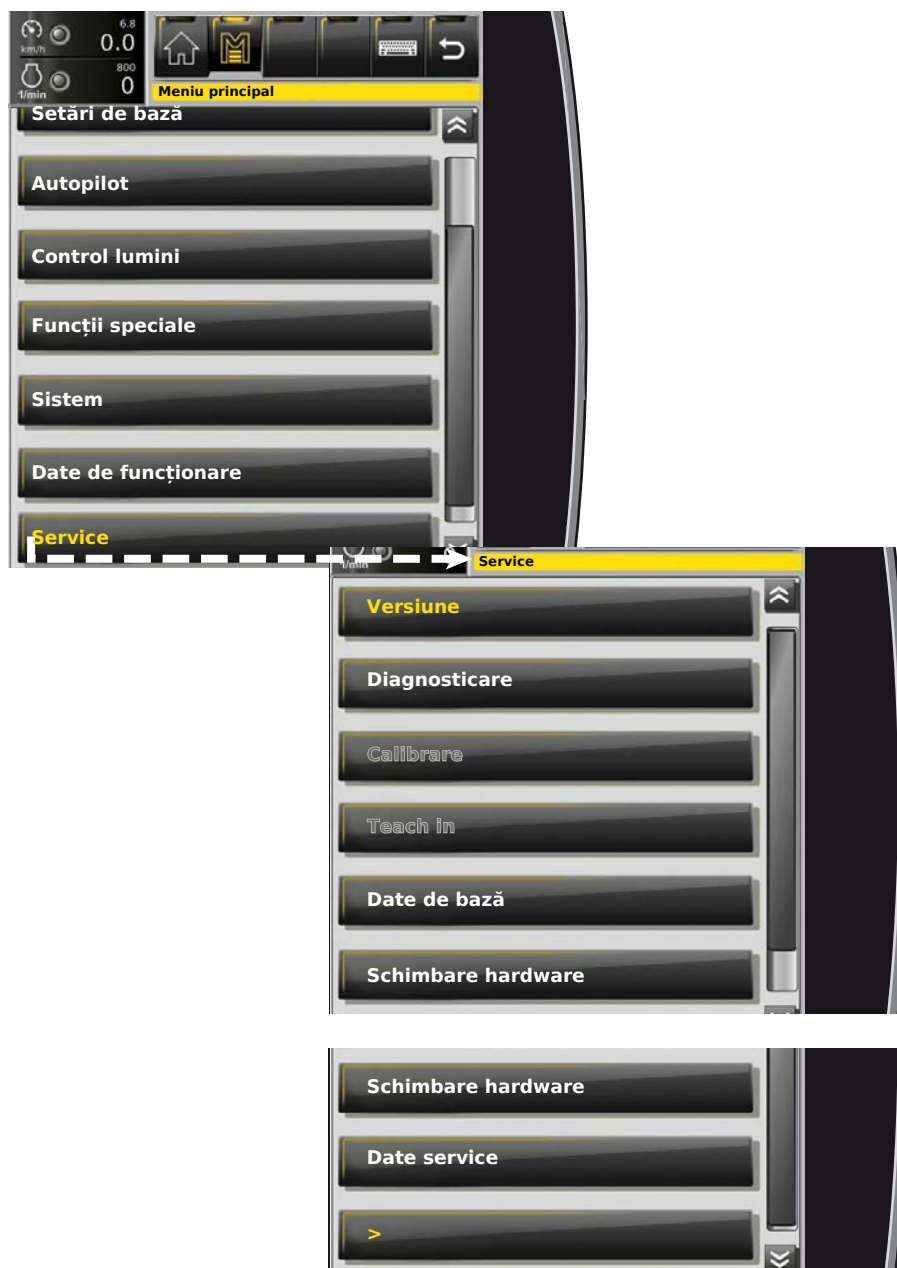 6.8
km/h 0.0
800
1/min 0
Meniu principal
Setări de bază
Autopilot
Control lumini
Funcții speciale
Sistem
Date de funcționare
Service
1/min
Service
Versiune
Diagnosticare
Calibrare
Teach in
Date de bază
Schimbare hardware
Schimbare hardware
Date service
>